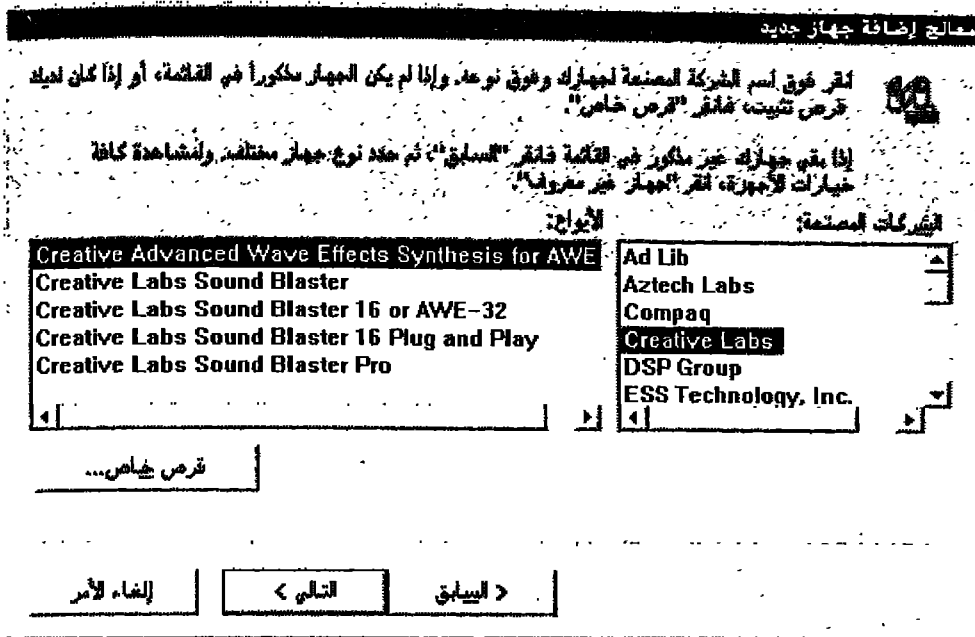 معالج إضافة جهاز جديد
انقر فوق اسم الشركة المصنعة لجهازك وفوق نوعه. وإذا لم يكن الجهاز مذكوراً في القائمة، أو إذا كان لديك
قرص تثبيت، فانقر "قرص خاص".
إذا بقي جهازك غير مذكور في القائمة فانقر "السابق"، ثم حدد نوع جهاز مختلف. ولمشاهدة كافة
خيارات الأجهزة، انقر "جهاز غير معروف".
الشركات المصنعة:
Ad Lib
Aztech Labs
Compaq
Creative Labs
DSP Group
ESS Technology, Inc.
الأنواع:
Creative Advanced Wave Effects Synthesis for AWE
Creative Labs Sound Blaster
Creative Labs Sound Blaster 16 or AWE-32
Creative Labs Sound Blaster 16 Plug and Play
Creative Labs Sound Blaster Pro
قرص خاص...
< السابق
التالي >
إلغاء الأمر